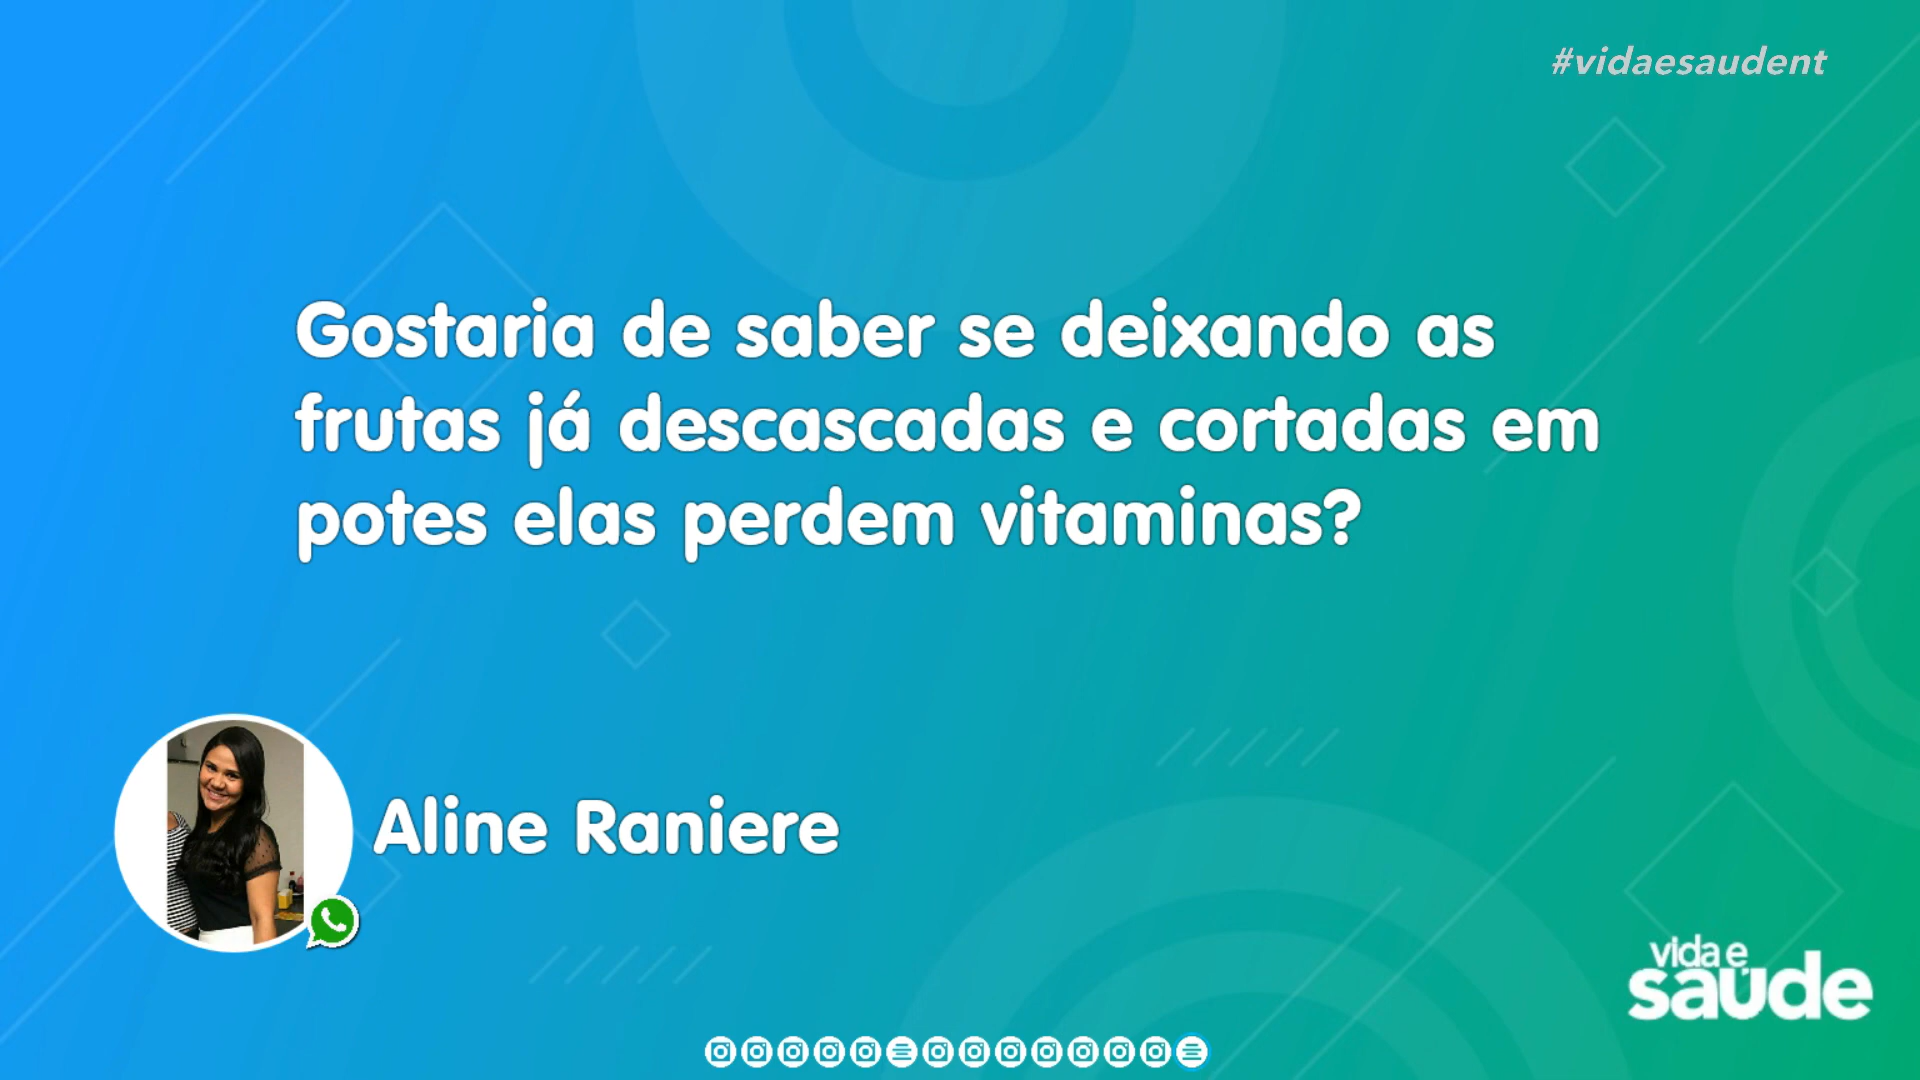 #vidaesaudent
Gostaria de saber se deixando as
frutas já descascadas e cortadas em
potes elas perdem vitaminas?
Aline Raniere
vida e
saúde